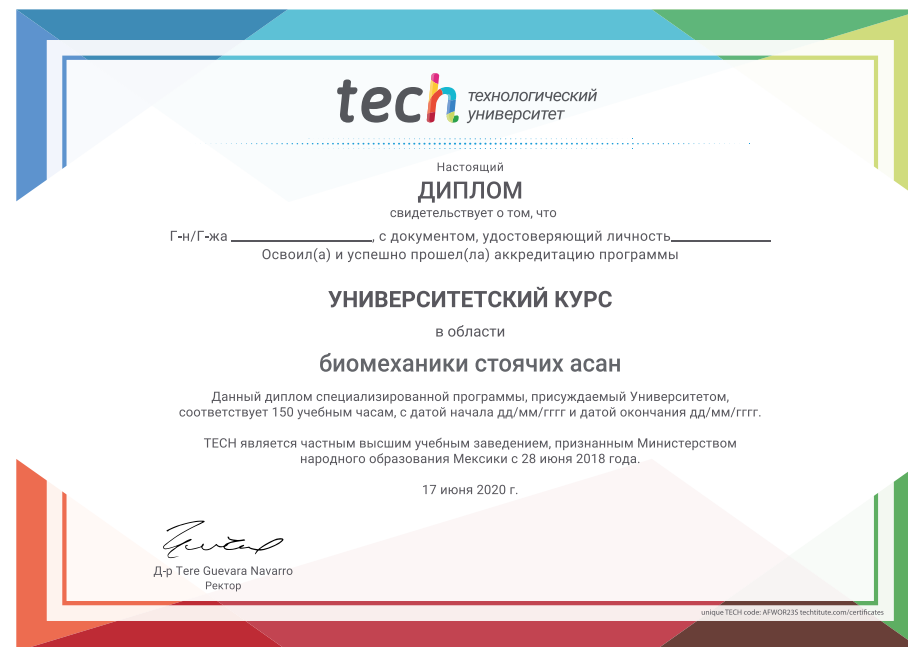 tech технологический
университет
Настоящий
ДИПЛОМ
свидетельствует о том, что
Г-н/Г-жа ____________________, с документом, удостоверяющий личность______________
Освоил(а) и успешно прошел(ла) аккредитацию программы
УНИВЕРСИТЕТСКИЙ КУРС
в области
биомеханики стоячих асан
Данный диплом специализированной программы, присуждаемый Университетом,
соответствует 150 учебным часам, с датой начала дд/мм/гггг и датой окончания дд/мм/гггг.
TECH является частным высшим учебным заведением, признанным Министерством
народного образования Мексики с 28 июня 2018 года.
17 июня 2020 г.
Д-р Tere Guevara Navarro
Ректор
unique TECH code: AFWOR23S techtitute.com/certificates